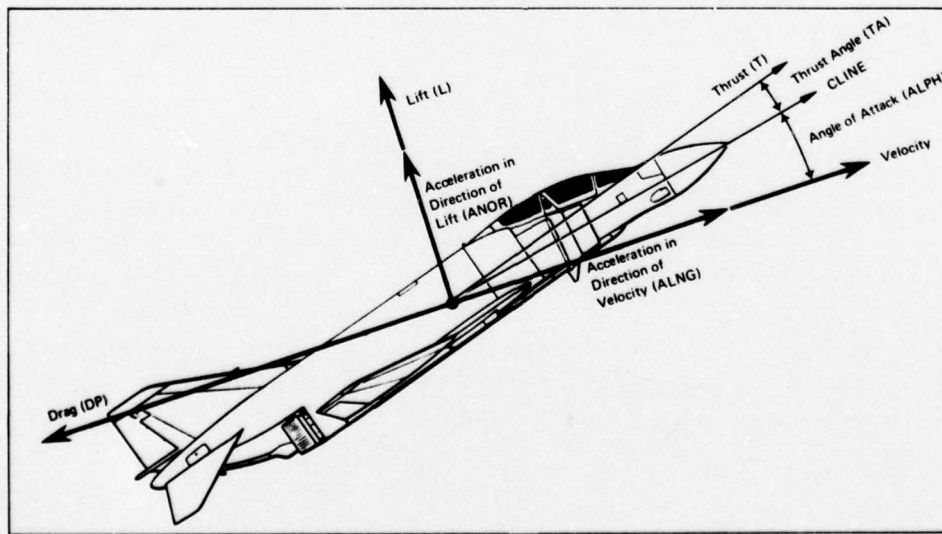 Lift (L)
Acceleration in
Direction of
Lift (ANOR)
Thrust (T)
Thrust Angle (TA)
CLINE
Angle of Attack (ALPH)
Velocity
Acceleration in
Direction of
Velocity (ALNG)
Drag (DP)